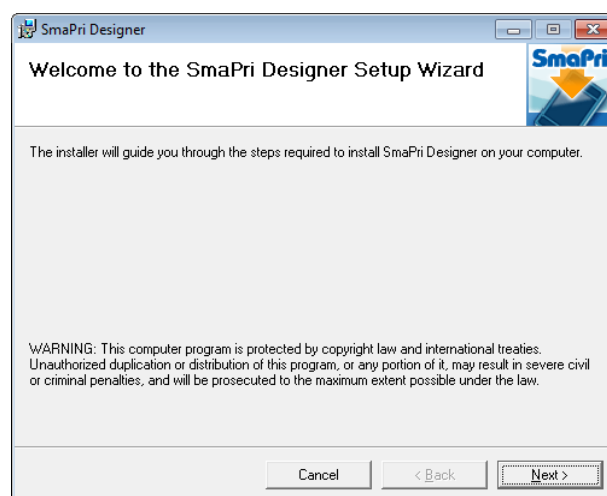 SmaPri Designer
Welcome to the SmaPri Designer Setup Wizard
SmaPri
The installer will guide you through the steps required to install SmaPri Designer on your computer.
WARNING: This computer program is protected by copyright law and international treaties.
Unauthorized duplication or distribution of this program, or any portion of it, may result in severe civil
or criminal penalties, and will be prosecuted to the maximum extent possible under the law.
Cancel
< Back
Next >